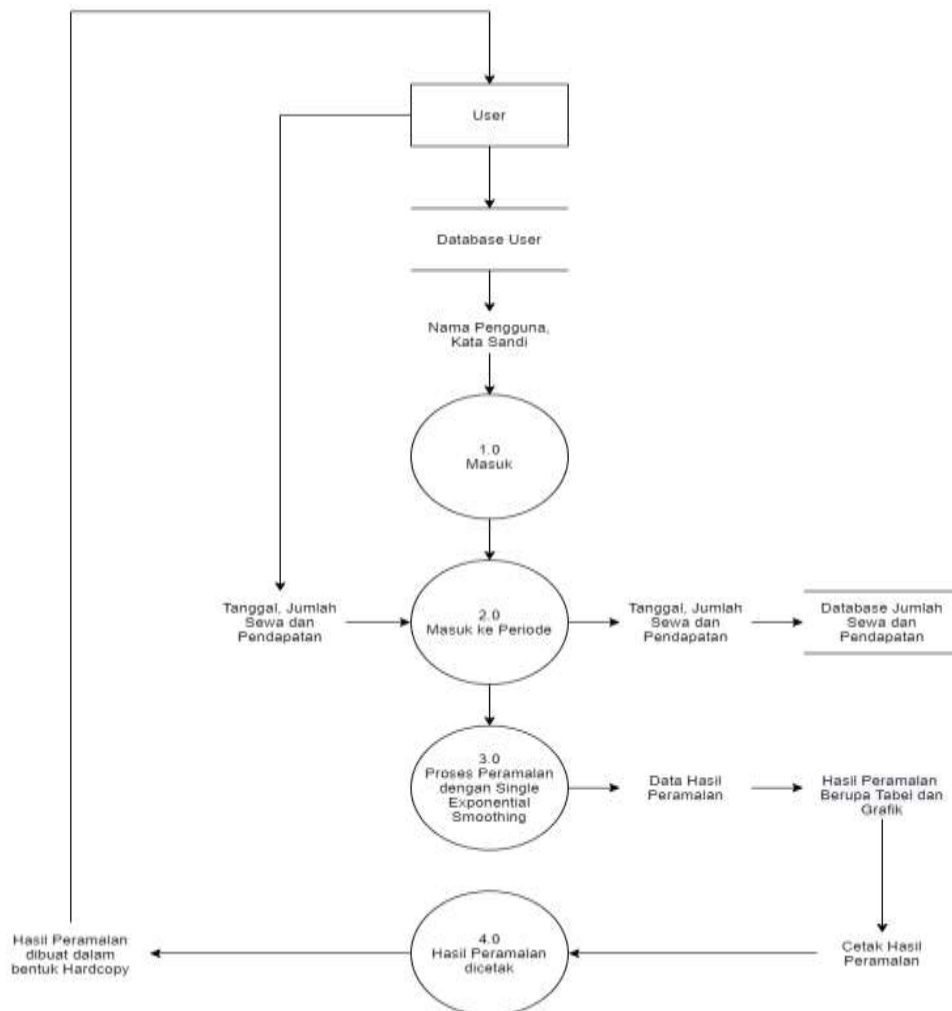 User
Database User
Nama Pengguna,
Kata Sandi
1.0
Masuk
Tanggal, Jumlah
Sewa dan
Pendapatan
2.0
Masuk ke Periode
Tanggal, Jumlah
Sewa dan
Pendapatan
Database Jumlah
Sewa dan
Pendapatan
3.0
Proses Peramalan
dengan Single
Exponential
Smoothing
Data Hasil
Peramalan
Hasil Peramalan
Berupa Tabel dan
Grafik
Cetak Hasil
Peramalan
4.0
Hasil Peramalan
dicetak
Hasil Peramalan
dibuat dalam
bentuk Hardcopy